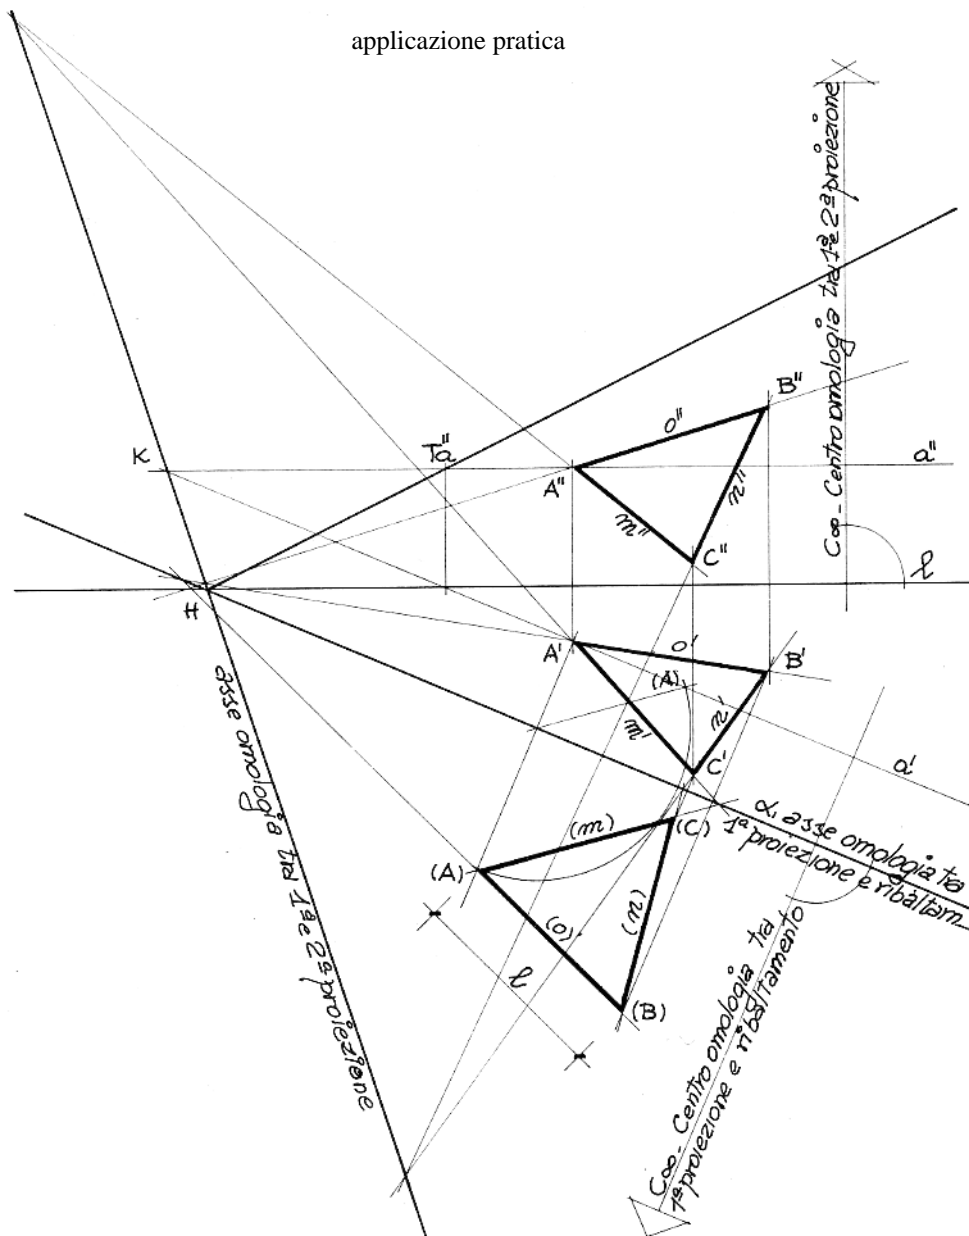 applicazione pratica
C∞- Centro omologia tra 1ª e 2ª proiezione
K
Ta"
A"
B"
C"
o"
m"
n"
a"
H
l
A'
o'
B'
(A)
m'
n'
C'
a'
(m)
(C)
(A)
(o)
(n)
(B)
l
α₁ asse omologia tra
1ª proiezione e ribaltam.
asse omologia tra 1ª e 2ª proiezione
C∞- Centro omologia tra
1ª proiezione e ribaltamento